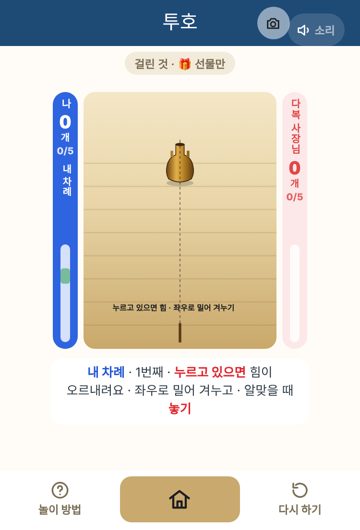 투호
소리
걸린 것 · 🎁 선물만
나
0
개
0/5
내 차례
다복 사장님
0
개
0/5
누르고 있으면 힘 · 좌우로 밀어 겨누기
내 차례 · 1번째 · 누르고 있으면 힘이
오르내려요 · 좌우로 밀어 겨누고 · 알맞을 때
놓기
놀이 방법
다시 하기